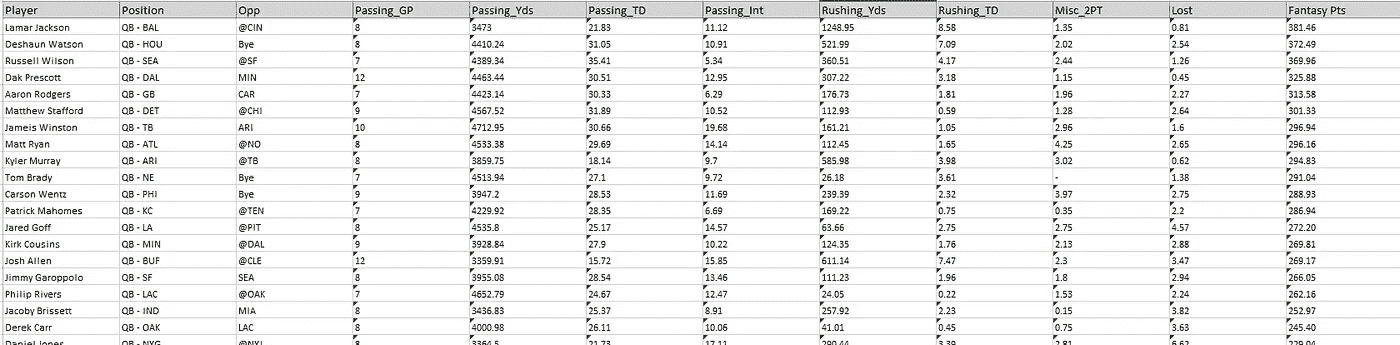 Player Position Opp Passing_GP Passing_Yds Passing_TD Passing_Int Rushing_Yds Rushing_TD Misc_2PT Lost Fantasy Pts
Lamar Jackson QB - BAL @CIN 8 3473 21.83 11.12 1248.95 8.58 1.35 0.81 381.46
Deshaun Watson QB - HOU Bye 8 4410.24 31.05 10.91 521.99 7.09 2.02 2.54 372.49
Russell Wilson QB - SEA @SF 7 4389.34 35.41 5.34 360.51 4.17 2.44 1.26 369.96
Dak Prescott QB - DAL MIN 12 4463.44 30.51 12.95 307.22 3.18 1.15 0.45 325.88
Aaron Rodgers QB - GB CAR 7 4423.14 30.33 6.29 176.73 1.81 1.96 2.27 313.58
Matthew Stafford QB - DET @CHI 9 4567.52 31.89 10.52 112.93 0.59 1.28 2.64 301.33
Jameis Winston QB - TB ARI 10 4712.95 30.66 19.68 161.21 1.05 2.96 1.6 296.94
Matt Ryan QB - ATL @NO 8 4533.38 29.69 14.14 112.45 1.65 4.25 2.65 296.16
Kyler Murray QB - ARI @TB 8 3859.75 18.14 9.7 585.98 3.98 3.02 0.62 294.83
Tom Brady QB - NE Bye 7 4513.94 27.1 9.72 26.18 3.61 - 1.38 291.04
Carson Wentz QB - PHI Bye 9 3947.2 28.53 11.69 239.39 2.32 3.97 2.75 288.93
Patrick Mahomes QB - KC @TEN 7 4229.92 28.35 6.69 169.22 0.75 0.35 2.2 286.94
Jared Goff QB - LA @PIT 8 4535.8 25.17 14.57 63.66 2.75 2.75 4.57 272.20
Kirk Cousins QB - MIN @DAL 9 3928.84 27.9 10.22 124.35 1.76 2.13 2.88 269.81
Josh Allen QB - BUF @CLE 12 3359.91 15.72 15.85 611.14 7.47 2.3 3.47 269.17
Jimmy Garoppolo QB - SF SEA 8 3955.08 28.54 13.46 111.23 1.96 1.8 2.94 266.05
Philip Rivers QB - LAC @OAK 7 4652.79 24.67 12.47 24.05 0.22 1.53 2.24 262.16
Jacoby Brissett QB - IND MIA 8 3436.83 25.37 8.91 257.92 2.23 0.15 3.82 252.97
Derek Carr QB - OAK LAC 8 4000.98 26.11 10.06 41.01 0.45 0.75 3.63 245.40
Daniel Jones QB - NYG @NYJ 8 3364.5 21.73 17.11 290.44 3.39 2.81 6.62 229.04